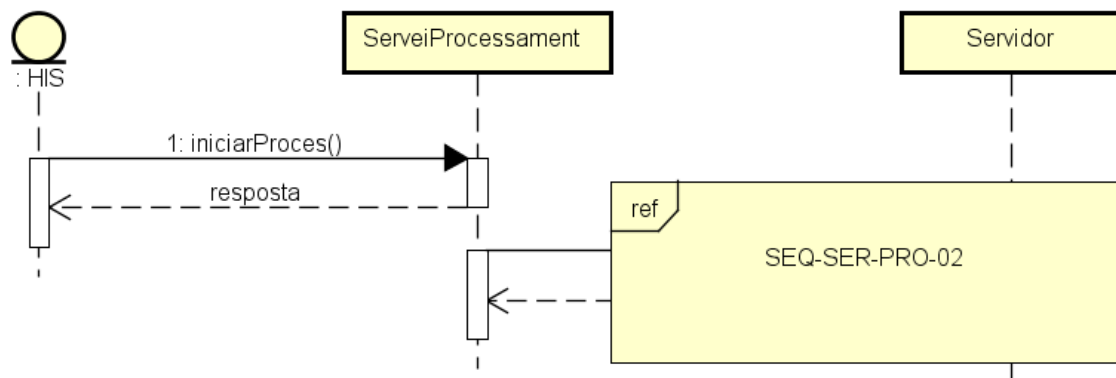 : HIS
ServeiProcessament
Servidor
1: iniciarProces()
resposta
ref
SEQ-SER-PRO-02